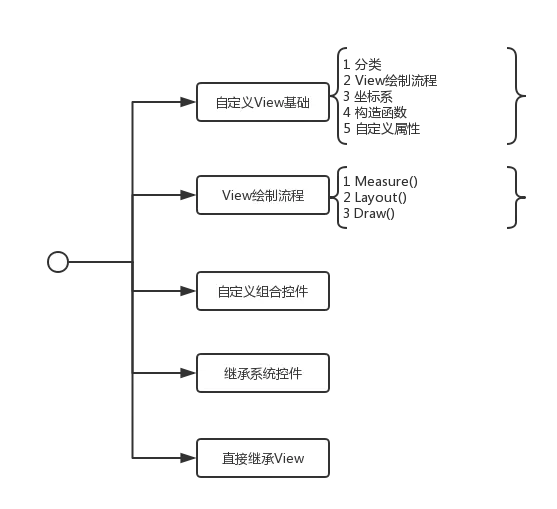 自定义View基础
1 分类
2 View绘制流程
3 坐标系
4 构造函数
5 自定义属性
View绘制流程
1 Measure()
2 Layout()
3 Draw()
自定义组合控件
继承系统控件
直接继承View